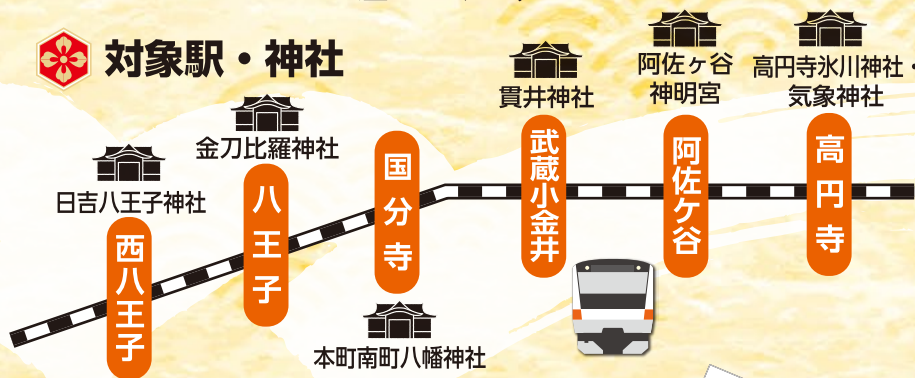 対象駅・神社
日吉八王子神社
西八王子
金刀比羅神社
八王子
国分寺
本町南町八幡神社
貫井神社
武蔵小金井
阿佐ヶ谷
神明宮
阿佐ケ谷
高円寺氷川神社・
気象神社
高円寺